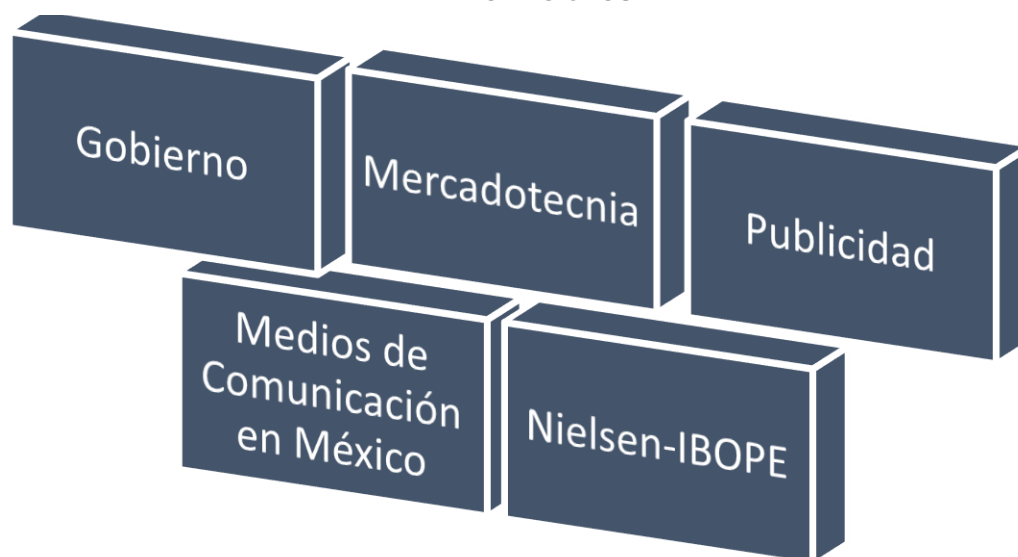 Gobierno
Mercadotecnia
Publicidad
Medios de
Comunicación
en México
Nielsen-IBOPE